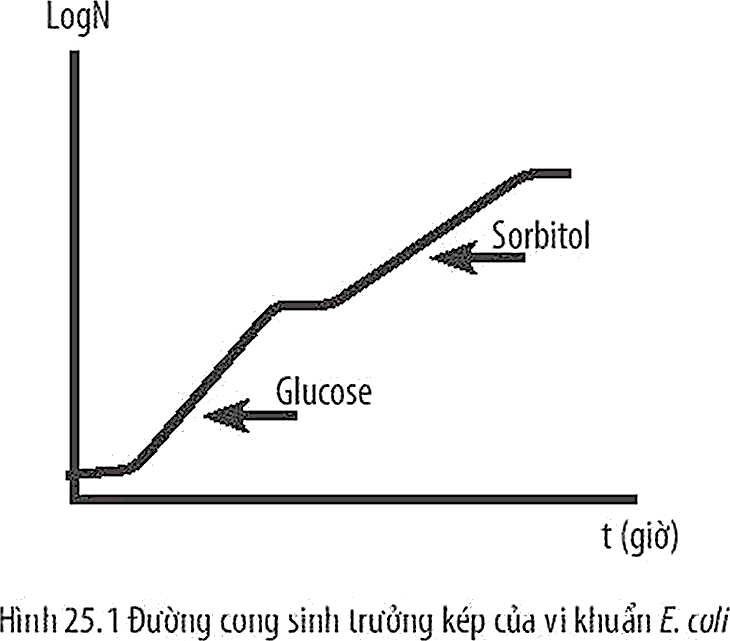 LogN
Sorbitol
Glucose
t (giờ)
Hình 25.1 Đường cong sinh trưởng kép của vi khuẩn E. coli